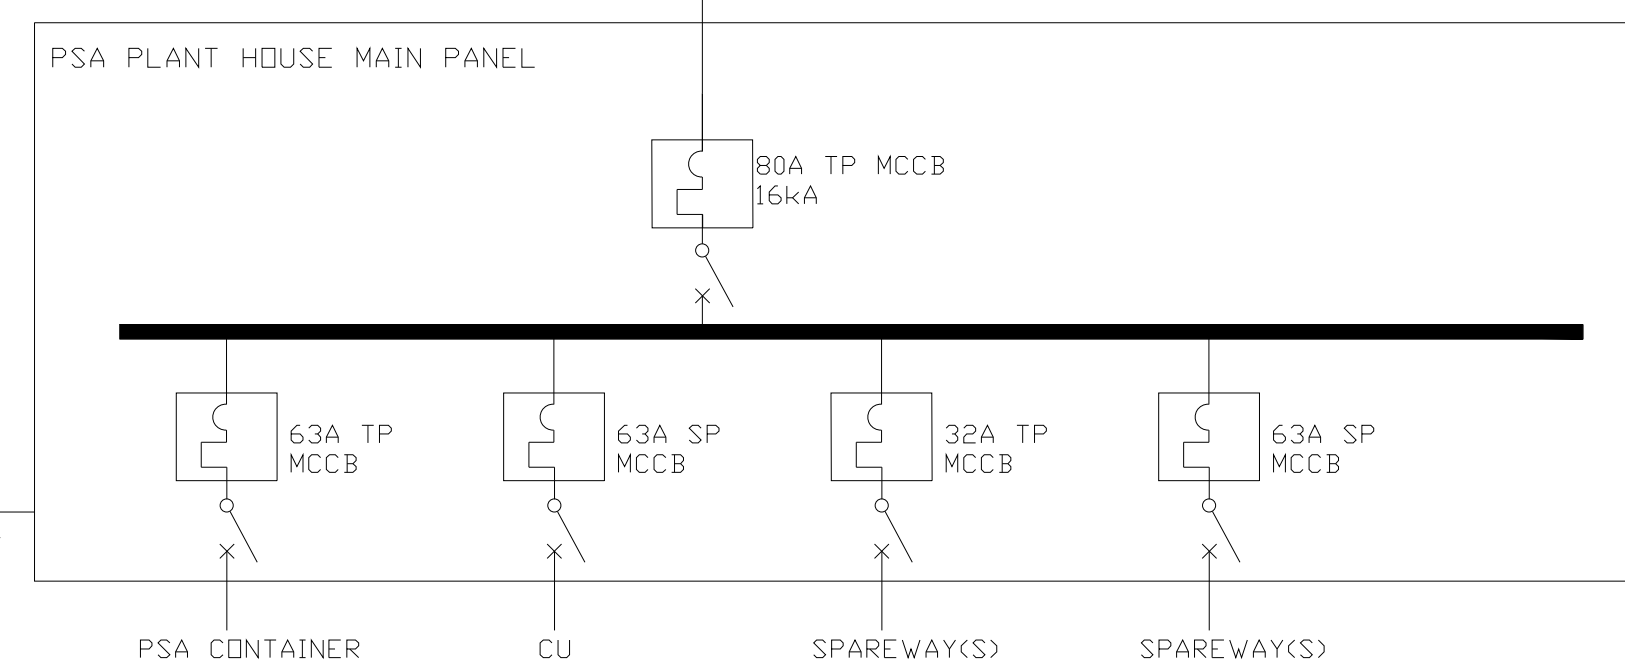 PSA PLANT HOUSE MAIN PANEL
80A TP MCCB
16kA
63A TP
MCCB
63A SP
MCCB
32A TP
MCCB
63A SP
MCCB
PSA CONTAINER
CU
SPAREWAY(S)
SPAREWAY(S)